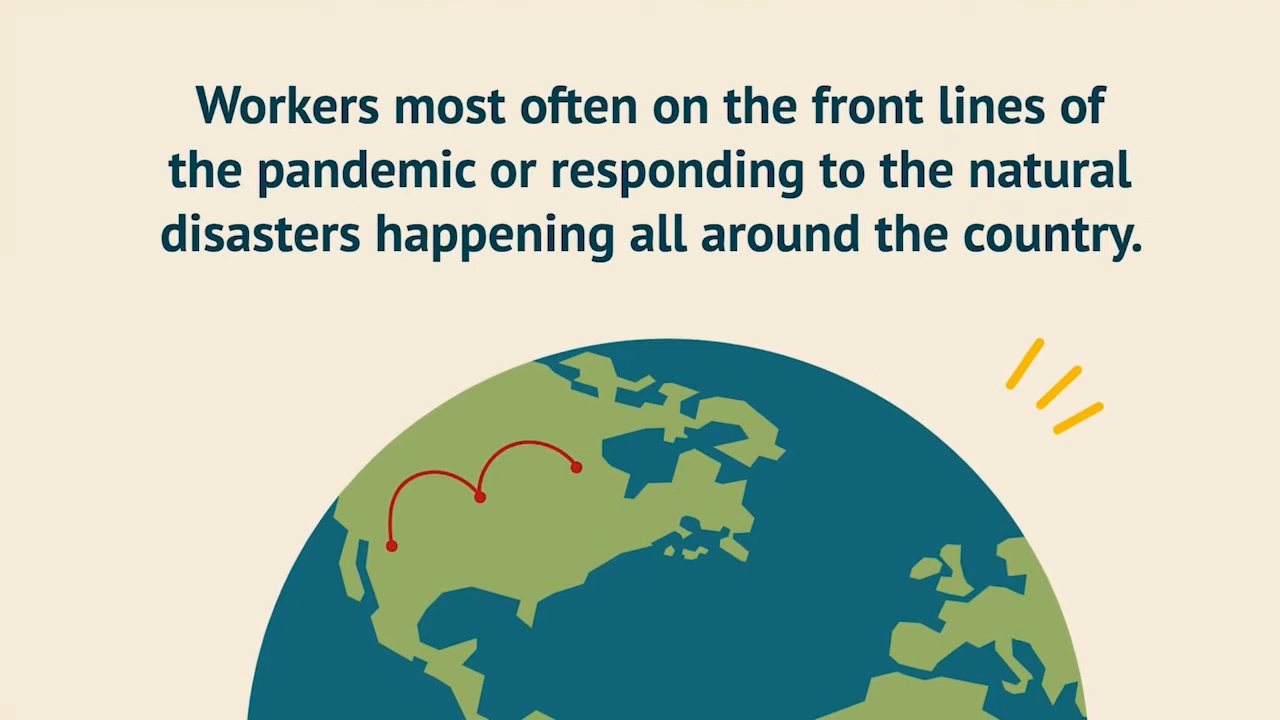 Workers most often on the front lines of
the pandemic or responding to the natural
disasters happening all around the country.